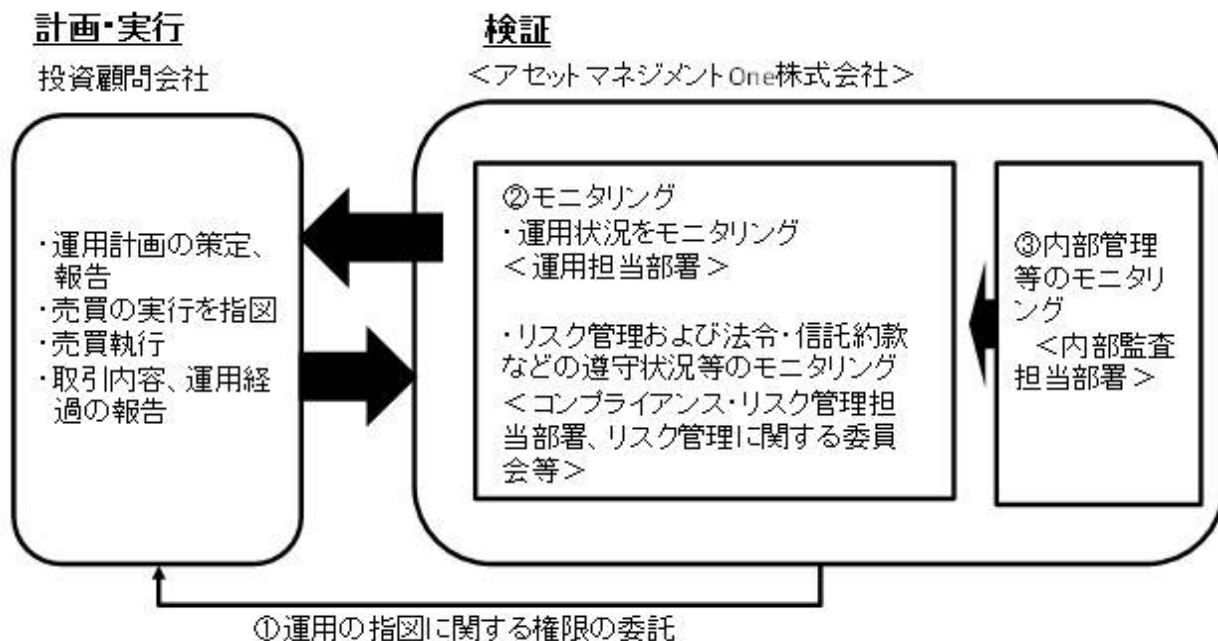 計画・実行
投資顧問会社
・運用計画の策定、
報告
・売買の実行を指図
・売買執行
・取引内容、運用経
過の報告
検証
＜アセットマネジメントOne株式会社＞
②モニタリング
・運用状況をモニタリング
＜運用担当部署＞
・リスク管理および法令・信託約款
などの遵守状況等のモニタリング
＜コンプライアンス・リスク管理担
当部署、リスク管理に関する委員
会等＞
③内部管理
等のモニタリ
ング
＜内部監査
担当部署＞
①運用の指図に関する権限の委託